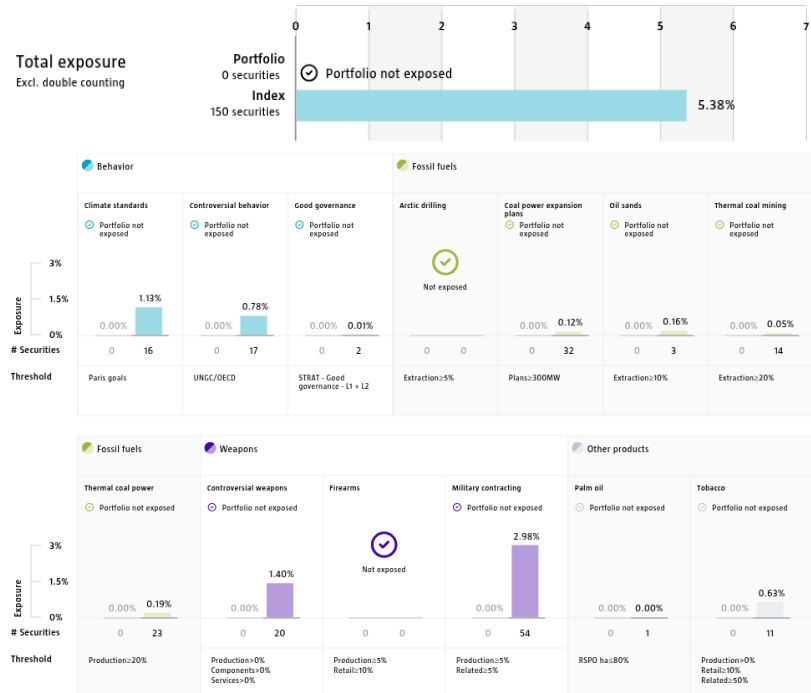 0 1 2 3 4 5 6 7
Total exposure
Excl. double counting
Portfolio
0 securities
Portfolio not exposed
Index
150 securities
5.38%
Behavior
Fossil fuels
Climate standards
Portfolio not
exposed
Controversial behavior
Portfolio not
exposed
Good governance
Portfolio not
exposed
Arctic drilling
Not exposed
Coal power expansion
plans
Portfolio not
exposed
Oil sands
Portfolio not
exposed
Thermal coal mining
Portfolio not
exposed
Exposure
3%
1.5%
0%
0.00% 1.13% 0.00% 0.78% 0.00% 0.01% 0.00% 0.12% 0.00% 0.16% 0.00% 0.05%
# Securities 0 16 0 17 0 2 0 0 0 32 0 3 0 14
Threshold
Paris goals
UNGC/OECD
STRAT - Good
governance - L1 + L2
Extraction≥5%
Plans≥300MW
Extraction≥10%
Extraction≥20%
Fossil fuels
Weapons
Other products
Thermal coal power
Portfolio not exposed
Controversial weapons
Portfolio not exposed
Firearms
Not exposed
Military contracting
Portfolio not exposed
Palm oil
Portfolio not exposed
Tobacco
Portfolio not exposed
Exposure
3%
1.5%
0%
0.00% 0.19% 0.00% 1.40% 0.00% 2.98% 0.00% 0.00% 0.00% 0.63%
# Securities 0 23 0 20 0 0 0 54 0 1 0 11
Threshold
Production≥20%
Production>0%
Components>0%
Services>0%
Production≥5%
Retail≥10%
Production≥5%
Related≥5%
RSPO ha≤80%
Production>0%
Retail≥10%
Related≥50%